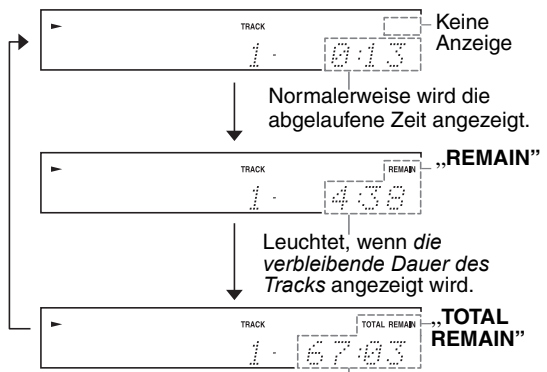 TRACK
Keine
Anzeige
1 - 0:13
Normalerweise wird die
abgelaufene Zeit angezeigt.
TRACK
REMAIN
„REMAIN”
1 - 4:38
Leuchtet, wenn die
verbleibende Dauer des
Tracks angezeigt wird.
TRACK
TOTAL REMAIN
„TOTAL
REMAIN”
1 - 67:03